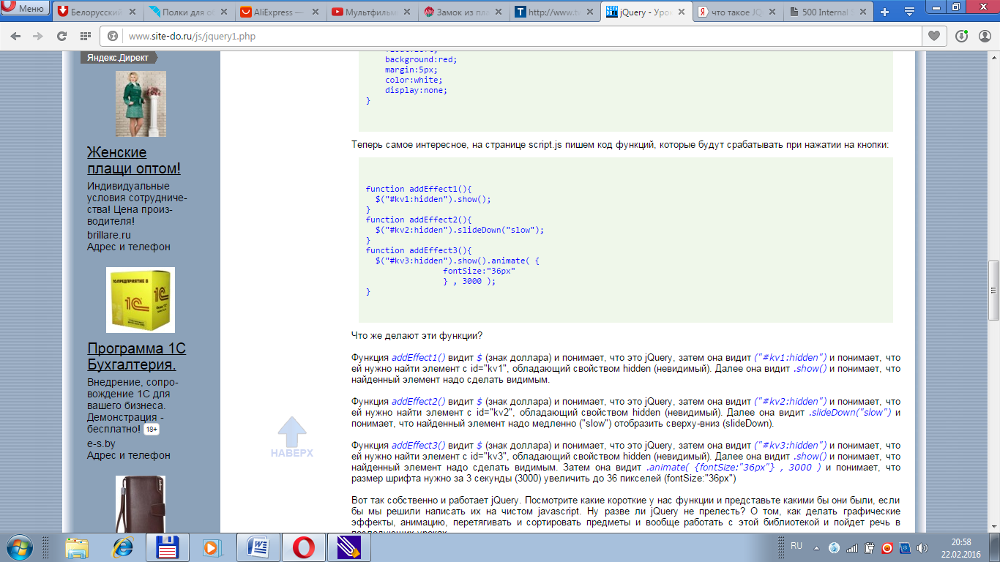 Меню
Белорусский
Полки для об
AliExpress —
Мультфильм
Замок из пла
http://www.tw
jQuery - Уро
что такое JQ
500 Internal S
www.site-do.ru/js/jquery1.php
Яндекс.Директ
Женские
плащи оптом!
Индивидуальные
условия сотрудниче-
ства! Цена произ-
водителя!
brillare.ru
Адрес и телефон
1С:ПРЕДПРИЯТИЕ 8
1С
Программа 1С
Бухгалтерия.
Внедрение, сопро-
вождение 1С для
вашего бизнеса.
Демонстрация -
бесплатно! 18+
e-s.by
Адрес и телефон
НАВЕРХ
background:red;
margin:5px;
color:white;
display:none;
}
Теперь самое интересное, на странице script.js пишем код функций, которые будут срабатывать при нажатии на кнопки:
function addEffect1(){
$("#kv1:hidden").show();
}
function addEffect2(){
$("#kv2:hidden").slideDown("slow");
}
function addEffect3(){
$("#kv3:hidden").show().animate( {
fontSize:"36px"
} , 3000 );
}
Что же делают эти функции?
Функция addEffect1() видит $ (знак доллара) и понимает, что это jQuery, затем она видит ("#kv1:hidden") и понимает, что
ей нужно найти элемент с id="kv1", обладающий свойством hidden (невидимый). Далее она видит .show() и понимает, что
найденный элемент надо сделать видимым.
Функция addEffect2() видит $ (знак доллара) и понимает, что это jQuery, затем она видит ("#kv2:hidden") и понимает, что
ей нужно найти элемент с id="kv2", обладающий свойством hidden (невидимый). Далее она видит .slideDown("slow") и
понимает, что найденный элемент надо медленно ("slow") отобразить сверху-вниз (slideDown).
Функция addEffect3() видит $ (знак доллара) и понимает, что это jQuery, затем она видит ("#kv3:hidden") и понимает, что
ей нужно найти элемент с id="kv3", обладающий свойством hidden (невидимый). Далее она видит .show() и понимает, что
найденный элемент надо сделать видимым. Затем она видит .animate( {fontSize:"36px"} , 3000 ) и понимает, что
размер шрифта нужно за 3 секунды (3000) увеличить до 36 пикселей (fontSize:"36px")
Вот так собственно и работает jQuery. Посмотрите какие короткие у нас функции и представьте какими бы они были, если
бы мы решили написать их на чистом javascript. Ну разве ли jQuery не прелесть? О том, как делать графические
эффекты, анимацию, перетягивать и сортировать предметы и вообще работать с этой библиотекой и пойдет речь в
RU
20:58
22.02.2016